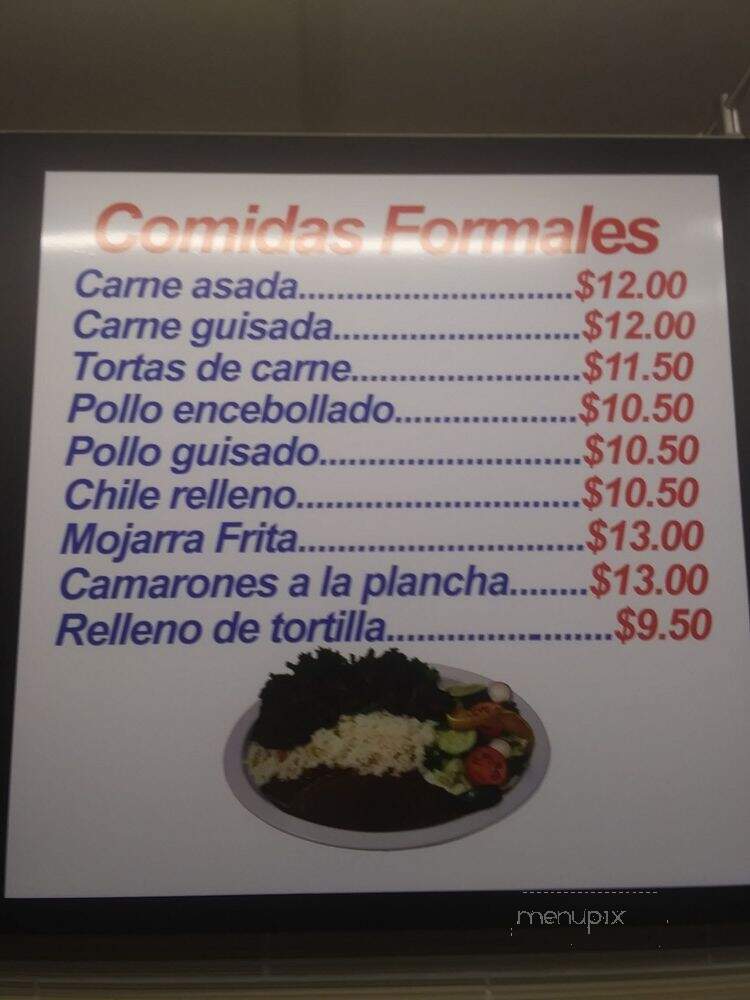 Comidas Formales
Carne asada.............................$12.00
Carne guisada..........................$12.00
Tortas de carne........................$11.50
Pollo encebollado...................$10.50
Pollo guisado............................$10.50
Chile relleno..............................$10.50
Mojarra Frita..............................$13.00
Camarones a la plancha........$13.00
Relleno de tortilla........................$9.50
menupix